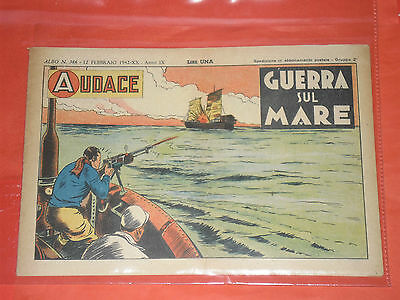 ALBO N. 368 - 12 FEBBRAIO 1942-XX - Anno IX
LIRE UNA
Spedizione in abbonamento postale - Gruppo 2°
AUDACE
GUERRA
SUL
MARE